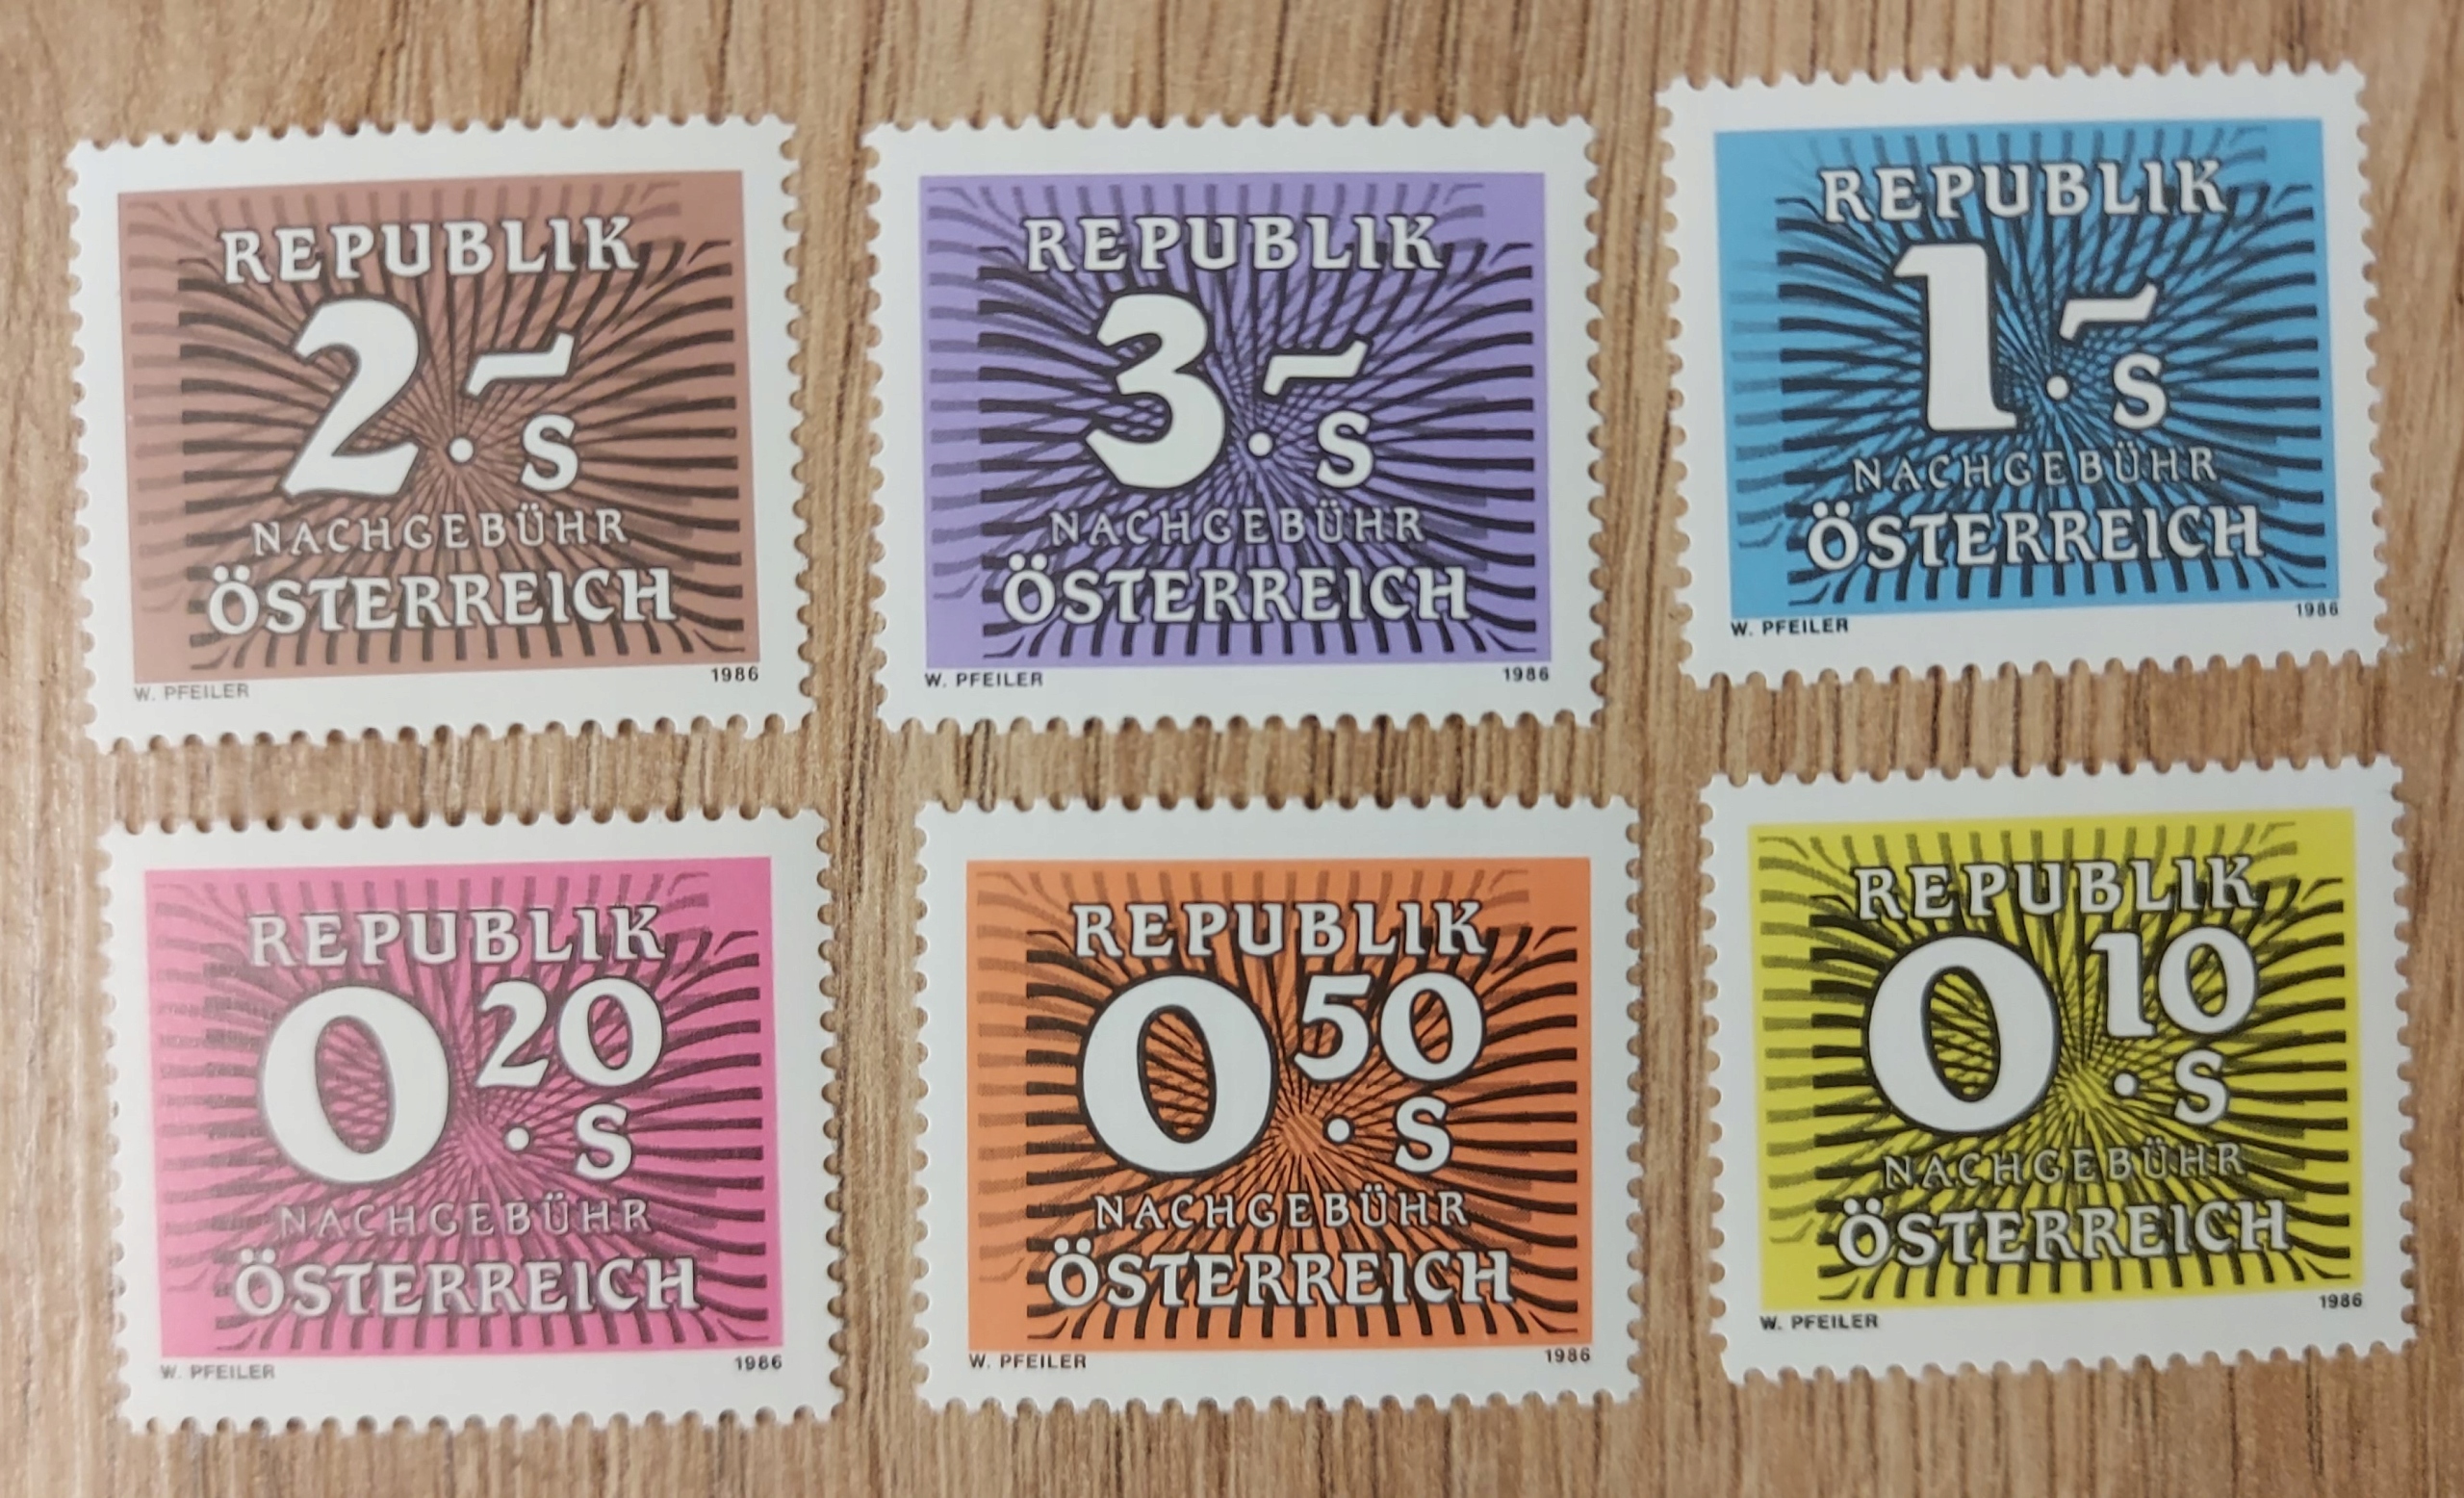 REPUBLIK
2.- S
NACHGEBÜHR
ÖSTERREICH
W. PFEILER 1986
REPUBLIK
3.- S
NACHGEBÜHR
ÖSTERREICH
W. PFEILER 1986
REPUBLIK
1.- S
NACHGEBÜHR
ÖSTERREICH
W. PFEILER 1986
REPUBLIK
0.20 S
NACHGEBÜHR
ÖSTERREICH
W. PFEILER 1986
REPUBLIK
0.50 S
NACHGEBÜHR
ÖSTERREICH
W. PFEILER 1986
REPUBLIK
0.10 S
NACHGEBÜHR
ÖSTERREICH
W. PFEILER 1986